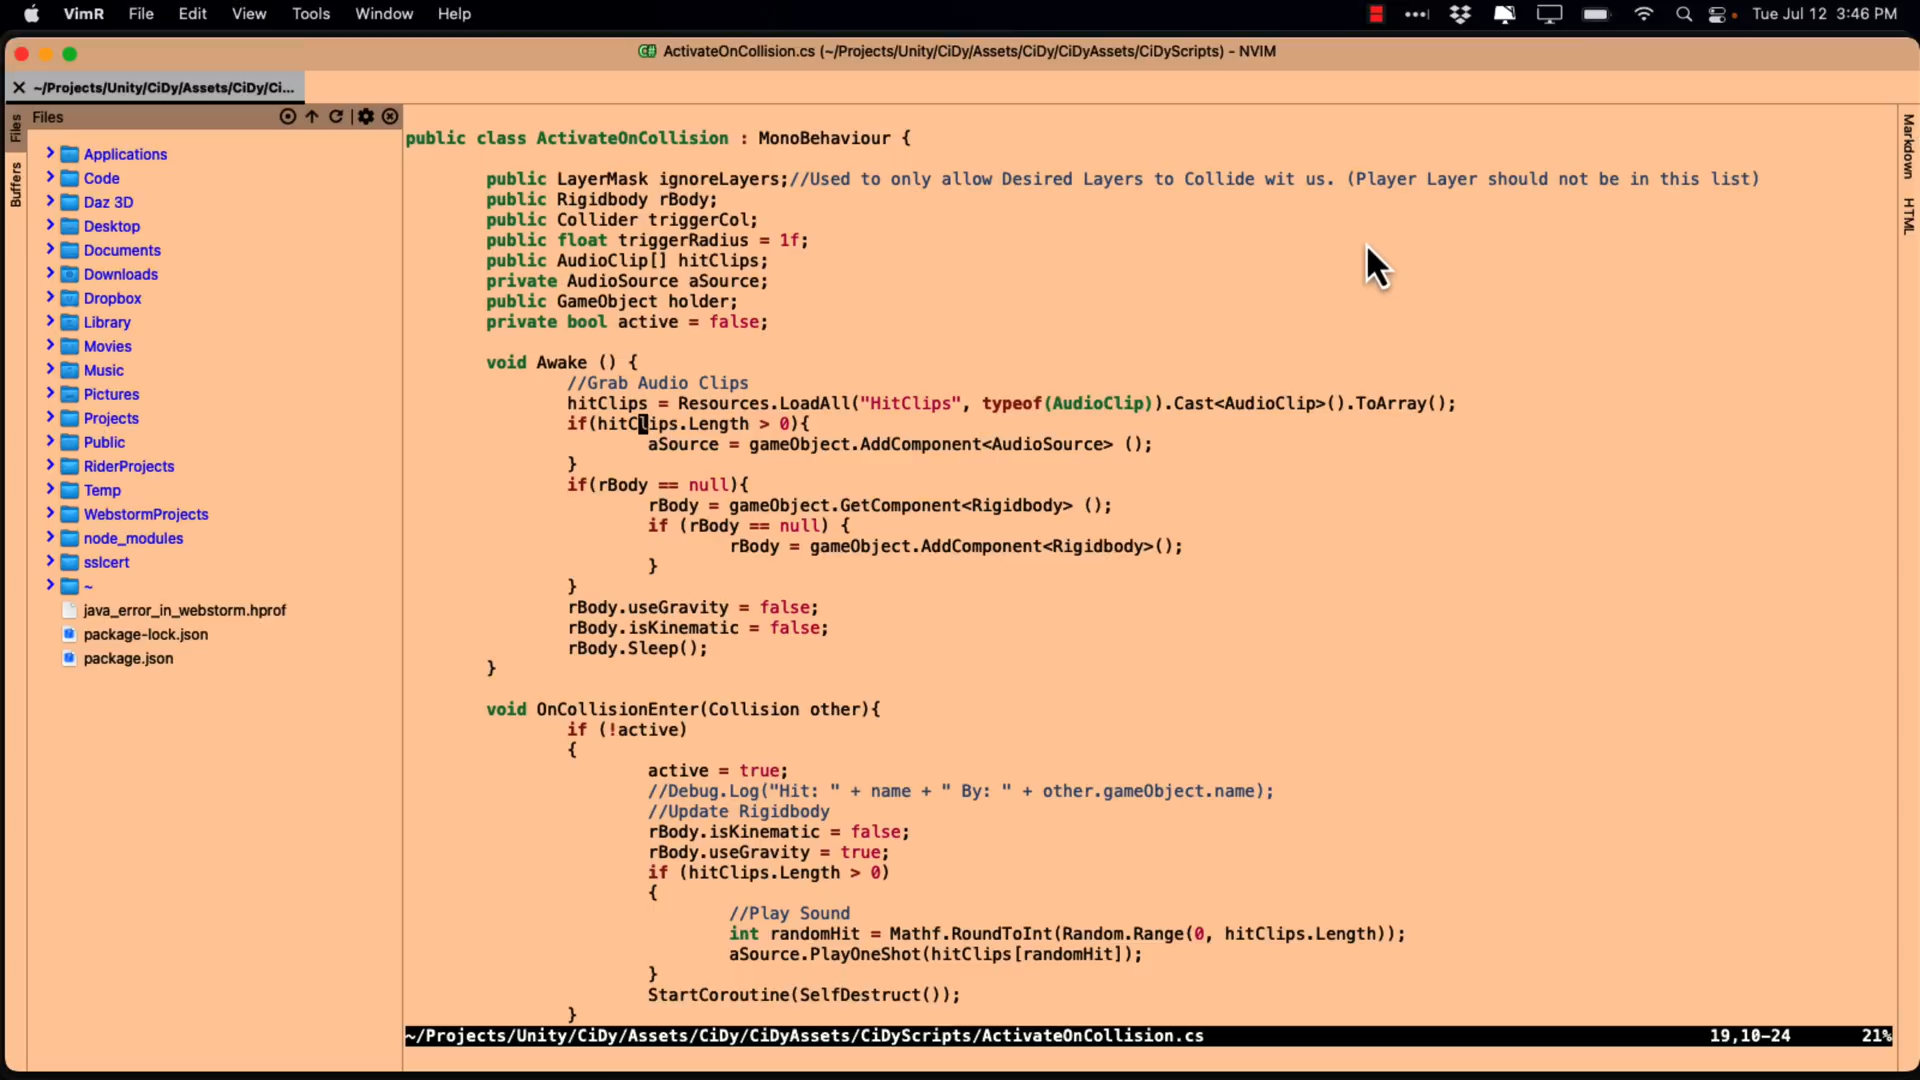 VimR File Edit View Tools Window Help Tue Jul 12 3:46 PM
ActivateOnCollision.cs (~/Projects/Unity/CiDy/Assets/CiDy/CiDyAssets/CiDyScripts) - NVIM
~/Projects/Unity/CiDy/Assets/CiDy/Ci...
Files
Files
Buffers
Applications
Code
Daz 3D
Desktop
Documents
Downloads
Dropbox
Library
Movies
Music
Pictures
Projects
Public
RiderProjects
Temp
WebstormProjects
node_modules
sslcert
~
java_error_in_webstorm.hprof
package-lock.json
package.json
public class ActivateOnCollision : MonoBehaviour {
public LayerMask ignoreLayers;//Used to only allow Desired Layers to Collide wit us. (Player Layer should not be in this list)
public Rigidbody rBody;
public Collider triggerCol;
public float triggerRadius = 1f;
public AudioClip[] hitClips;
private AudioSource aSource;
public GameObject holder;
private bool active = false;
void Awake () {
//Grab Audio Clips
hitClips = Resources.LoadAll("HitClips", typeof(AudioClip)).Cast<AudioClip>().ToArray();
if(hitClips.Length > 0){
aSource = gameObject.AddComponent<AudioSource> ();
}
if(rBody == null){
rBody = gameObject.GetComponent<Rigidbody> ();
if (rBody == null) {
rBody = gameObject.AddComponent<Rigidbody>();
}
}
rBody.useGravity = false;
rBody.isKinematic = false;
rBody.Sleep();
}
void OnCollisionEnter(Collision other){
if (!active)
{
active = true;
//Debug.Log("Hit: " + name + " By: " + other.gameObject.name);
//Update Rigidbody
rBody.isKinematic = false;
rBody.useGravity = true;
if (hitClips.Length > 0)
{
//Play Sound
int randomHit = Mathf.RoundToInt(Random.Range(0, hitClips.Length));
aSource.PlayOneShot(hitClips[randomHit]);
}
StartCoroutine(SelfDestruct());
}
~/Projects/Unity/CiDy/Assets/CiDy/CiDyAssets/CiDyScripts/ActivateOnCollision.cs 19,10-24 21%
Markdown
HTML